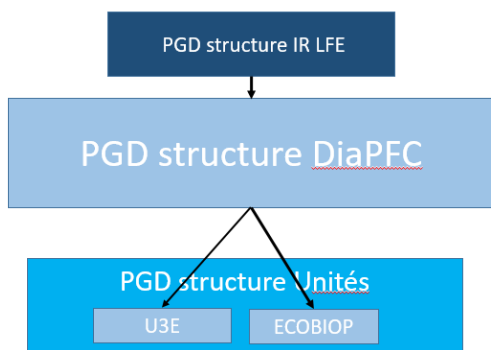 PGD structure IR LFE
PGD structure DiaPFC
PGD structure Unités
U3E
ECOBIOP